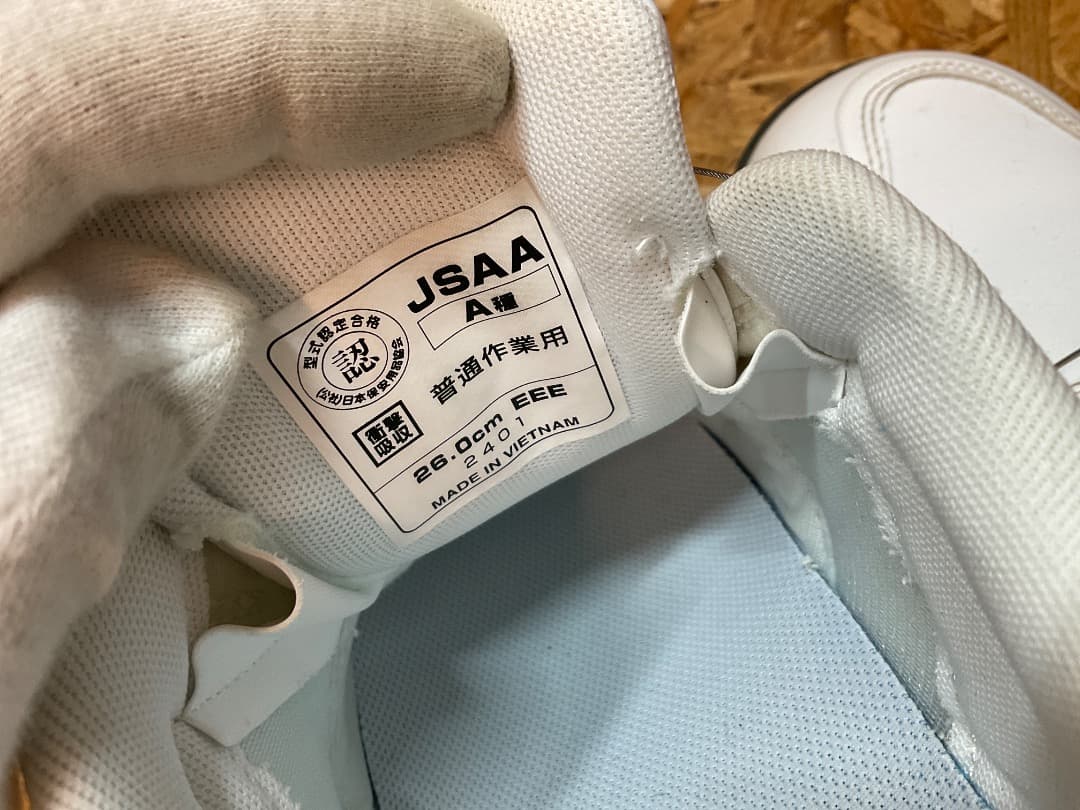 JSAA
A種
型式認定合格
認
(公社)日本保安用品協会
普通作業用
衝撃
吸収
26.0cm EEE
2401
MADE IN VIETNAM